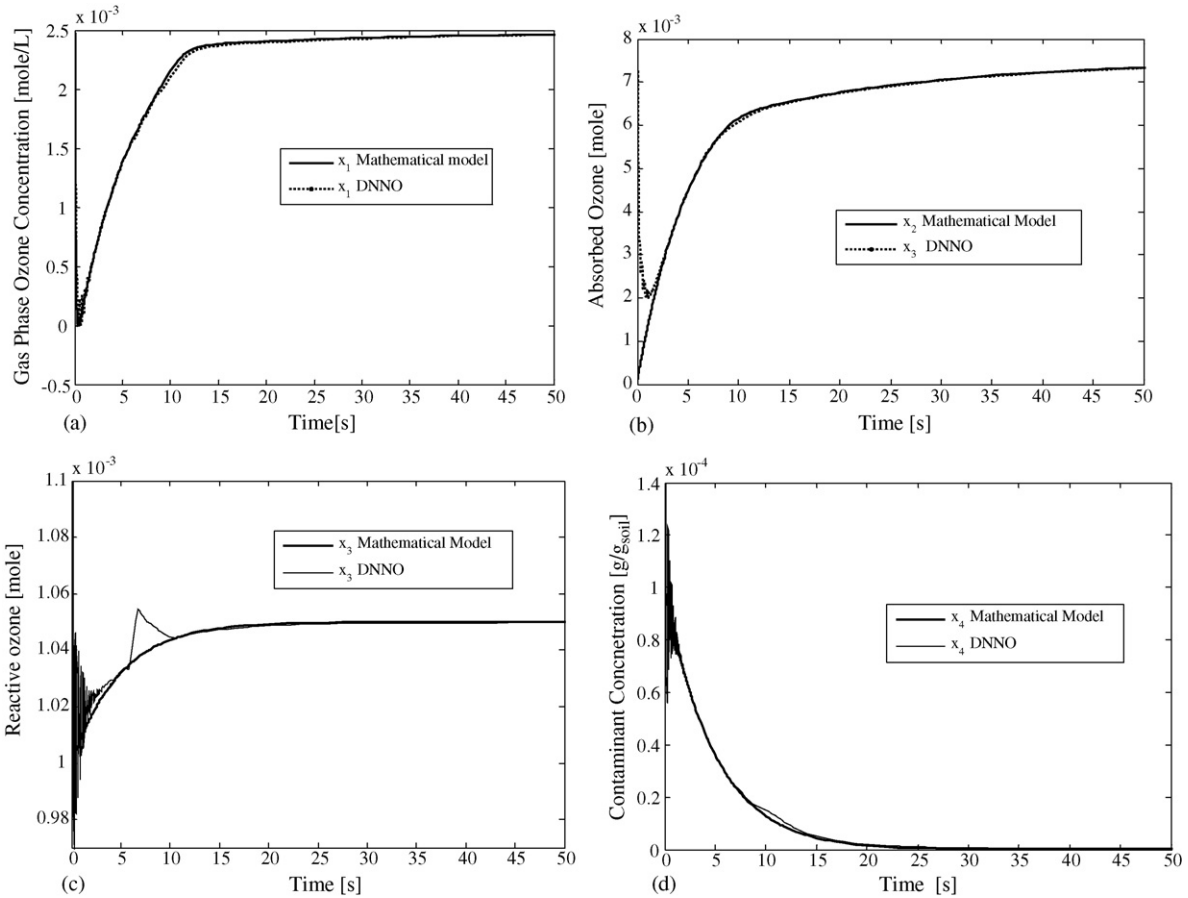 x 10⁻³
2.5
2
1.5
1
0.5
0
-0.5
Gas Phase Ozone Concentration [mole/L]
x₁ Mathematical model
x₁ DNNO
0 5 10 15 20 25 30 35 40 45 50
(a) Time[s]
x 10⁻³
8
7
6
5
4
3
2
1
0
Absorbed Ozone [mole]
x₂ Mathematical Model
x₃ DNNO
0 5 10 15 20 25 30 35 40 45 50
(b) Time [s]
x 10⁻³
1.1
1.08
1.06
1.04
1.02
1
0.98
Reactive ozone [mole]
x₃ Mathematical Model
x₃ DNNO
0 5 10 15 20 25 30 35 40 45 50
(c) Time [s]
x 10⁻⁴
1.4
1.2
1
0.8
0.6
0.4
0.2
0
Contaminant Concnetration [g/gsoil]
x₄ Mathematical Model
x₄ DNNO
0 5 10 15 20 25 30 35 40 45 50
(d) Time [s]